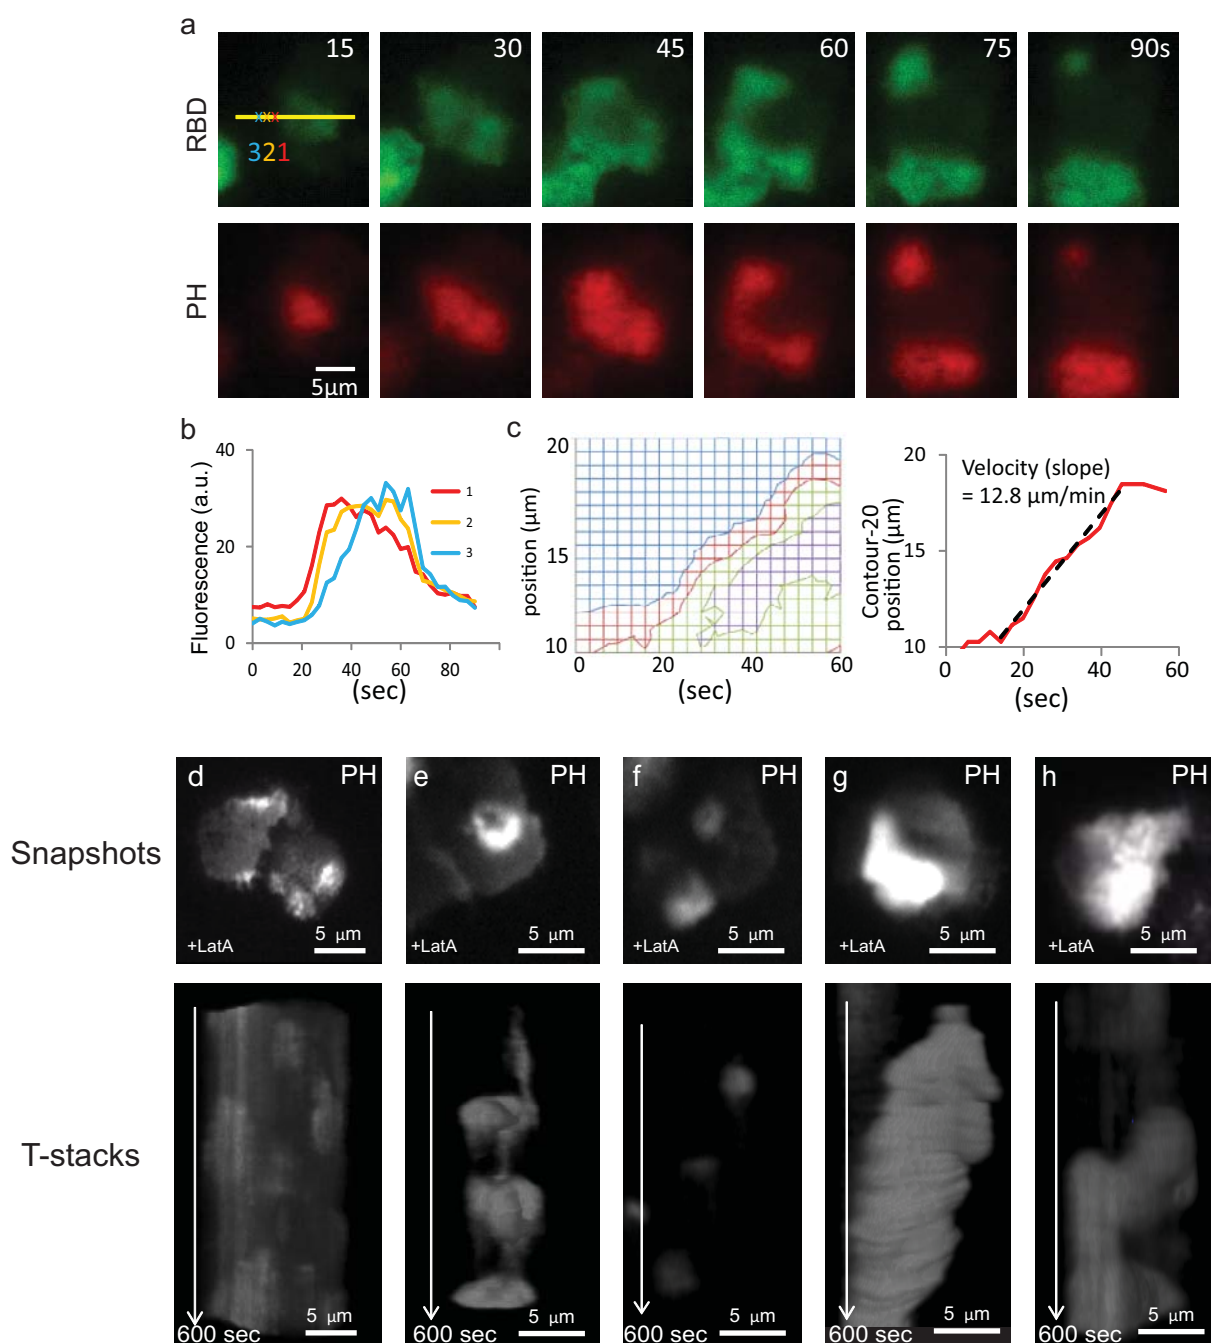 a
15 30 45 60 75 90s
RBD
xxx
321
PH
5μm
b
40
20
0
Fluorescence (a.u.)
1
2
3
0 20 40 60 80
(sec)
c
20
15
10
position (μm)
0 20 40 60
(sec)
20
15
10
Contour-20
position (μm)
Velocity (slope)
= 12.8 μm/min
0 20 40 60
(sec)
Snapshots
d PH
+LatA 5 μm
e PH
+LatA 5 μm
f PH
+LatA 5 μm
g PH
+LatA 5 μm
h PH
+LatA 5 μm
T-stacks
600 sec 5 μm
600 sec 5 μm
600 sec 5 μm
600 sec 5 μm
600 sec 5 μm